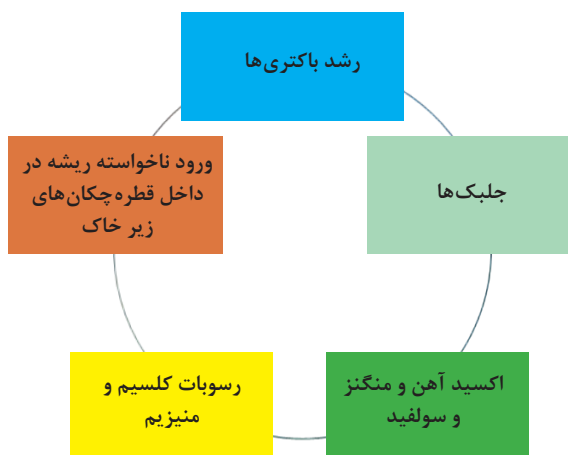 رشد باکتری‌ها
جلبک‌ها
اکسید آهن و منگنز
و سولفید
رسوبات کلسیم و
منیزیم
ورود ناخواسته ریشه در
داخل قطره‌چکان‌های
زیر خاک